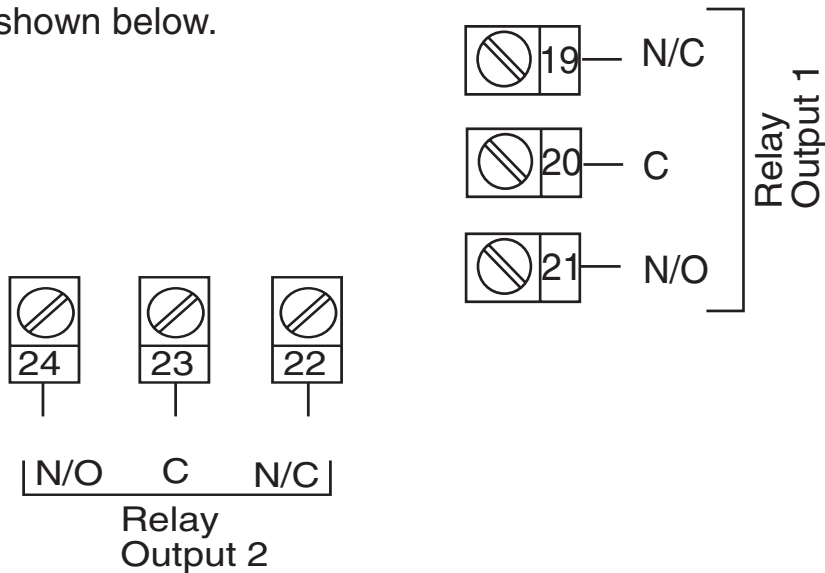 shown below.
19 N/C
20 C
21 N/O
Relay
Output 1
24 23 22
N/O C N/C
Relay
Output 2